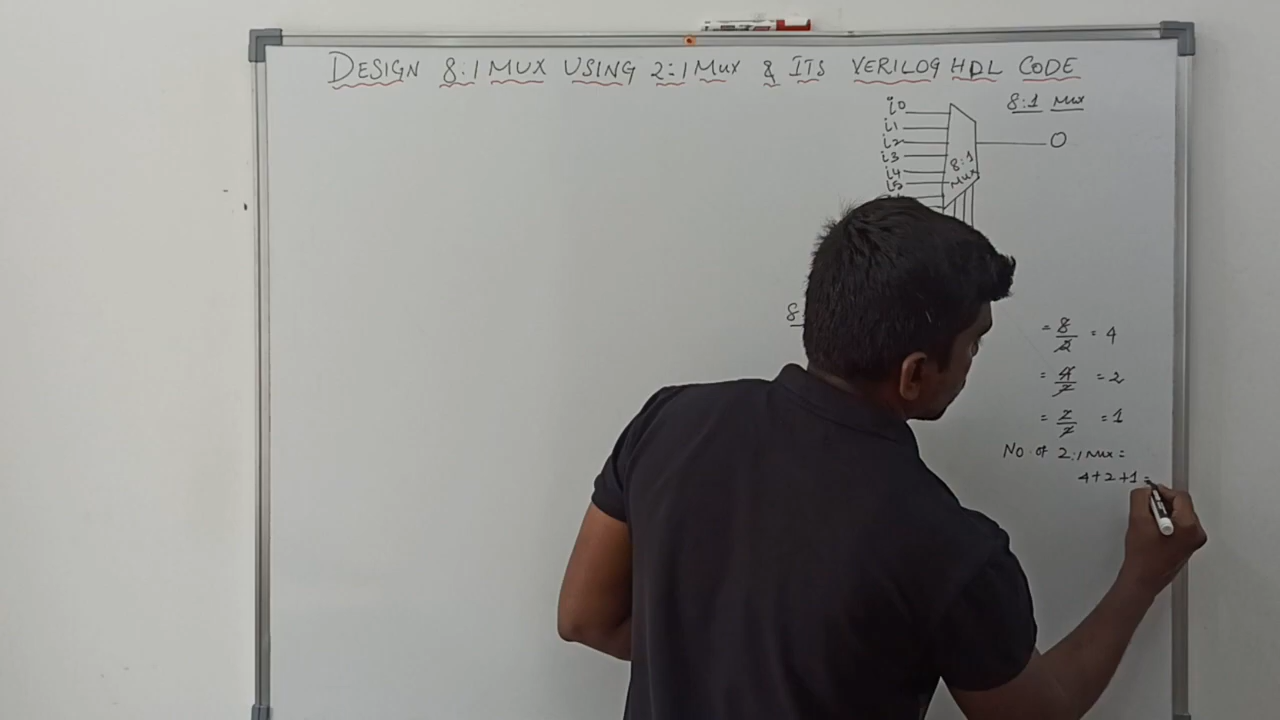 DESIGN 8:1 MUX USING 2:1 MUX & ITS VERILOG HDL CODE
8:1 MUX
i0
i1
i2
i3
i4
i5
8:1
MUX
O
8
= 8/2 = 4
= 4/2 = 2
= 2/2 = 1
NO. of 2:1 MUX =
4+2+1 =